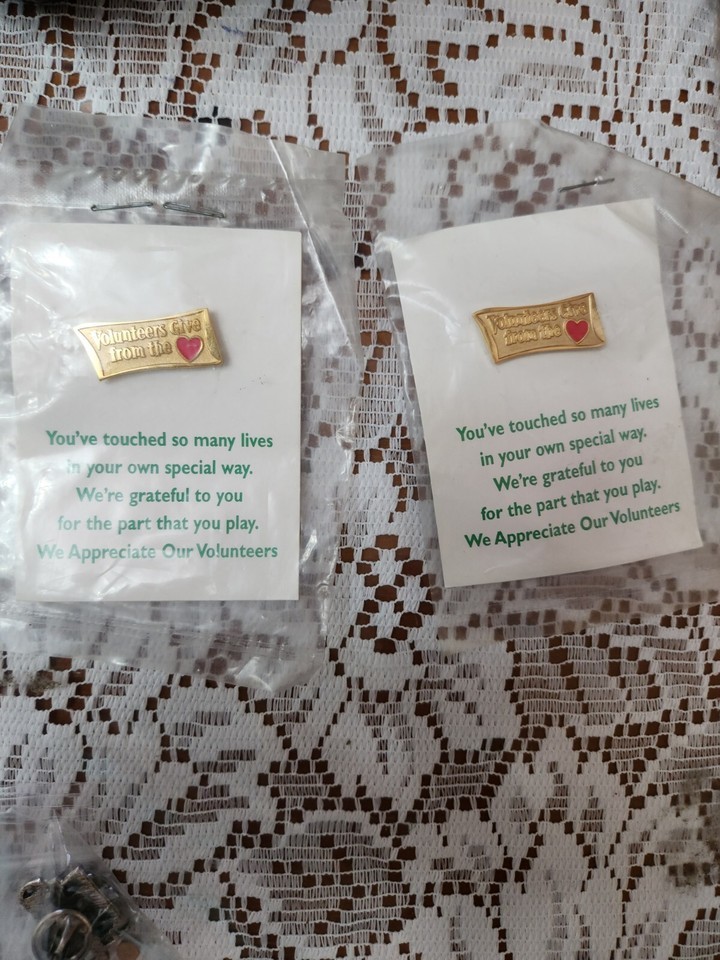 Volunteers Give
from the
You've touched so many lives
in your own special way.
We're grateful to you
for the part that you play.
We Appreciate Our Volunteers
Volunteers Give
from the
You've touched so many lives
in your own special way.
We're grateful to you
for the part that you play.
We Appreciate Our Volunteers